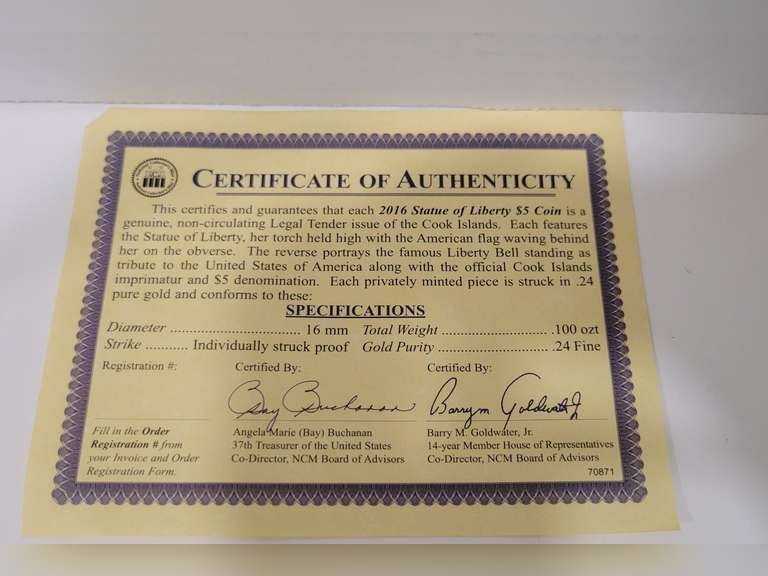 CERTIFICATE OF AUTHENTICITY
This certifies and guarantees that each 2016 Statue of Liberty $5 Coin is a
genuine, non-circulating Legal Tender issue of the Cook Islands. Each features
the Statue of Liberty, her torch held high with the American flag waving behind
her on the obverse. The reverse portrays the famous Liberty Bell standing as
tribute to the United States of America along with the official Cook Islands
imprimatur and $5 denomination. Each privately minted piece is struck in .24
pure gold and conforms to these:
SPECIFICATIONS
Diameter ................................ 16 mm Total Weight .......................... .100 ozt
Strike ........... Individually struck proof Gold Purity ........................... .24 Fine
Registration #: Certified By: Certified By:
Bay Buchanan Barry M Goldwater Jr
Fill in the Order Angela Marie (Bay) Buchanan Barry M. Goldwater, Jr.
Registration # from 37th Treasurer of the United States 14-year Member House of Representatives
your Invoice and Order Co-Director, NCM Board of Advisors Co-Director, NCM Board of Advisors
Registration Form. 70871